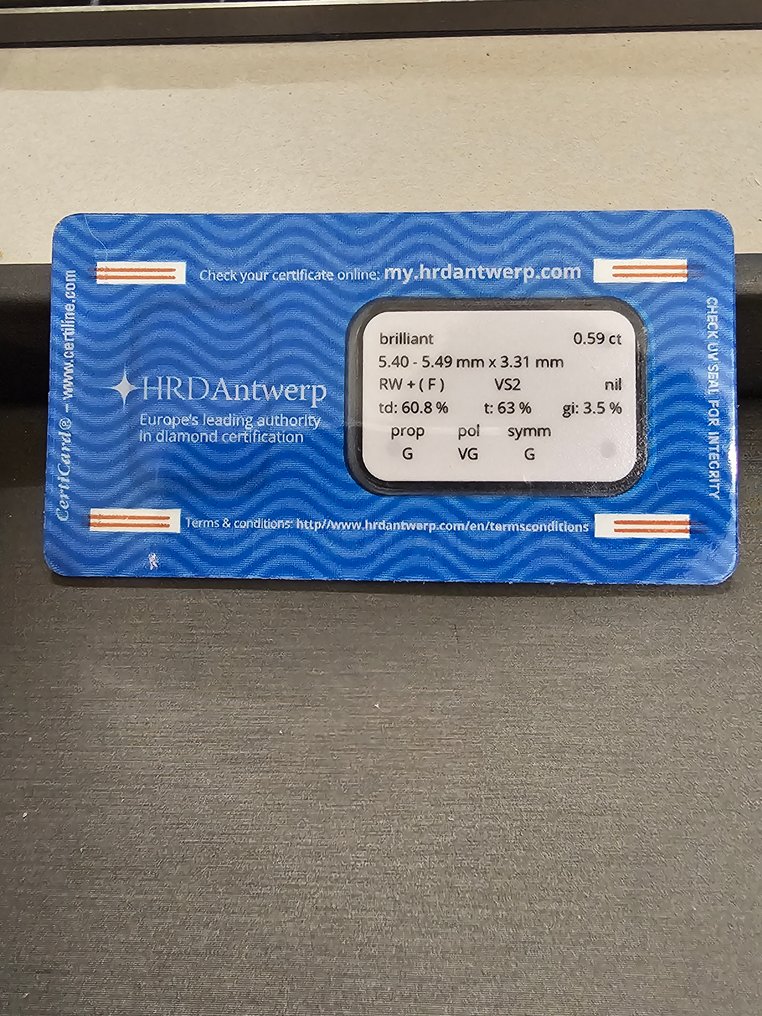 Check your certificate online: my.hrdantwerp.com
CertiCard® - www.certiline.com
HRDAntwerp
Europe's leading authority
in diamond certification
brilliant 0.59 ct
5.40 - 5.49 mm x 3.31 mm
RW + ( F ) VS2 nil
td: 60.8 % t: 63 % gi: 3.5 %
prop pol symm
G VG G
CHECK UV SEAL FOR INTEGRITY
Terms & conditions: http//www.hrdantwerp.com/en/termsconditions